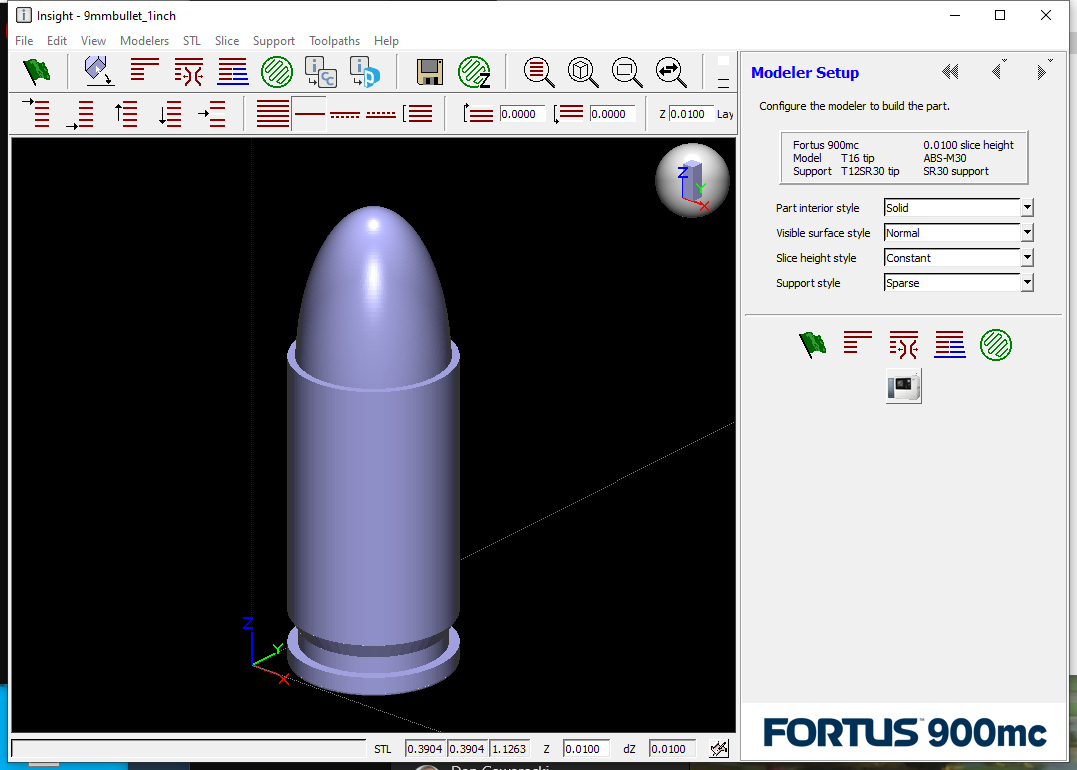 Insight - 9mmbullet_1inch
File Edit View Modelers STL Slice Support Toolpaths Help
0.0000 0.0000 Z 0.0100 Lay
Modeler Setup
Configure the modeler to build the part.
Fortus 900mc 0.0100 slice height
Model T16 tip ABS-M30
Support T12SR30 tip SR30 support
Part interior style Solid
Visible surface style Normal
Slice height style Constant
Support style Sparse
Z
Y
X
Z
Y
X
FORTUS™ 900mc
STL 0.3904 0.3904 1.1263 Z 0.0100 dZ 0.0100